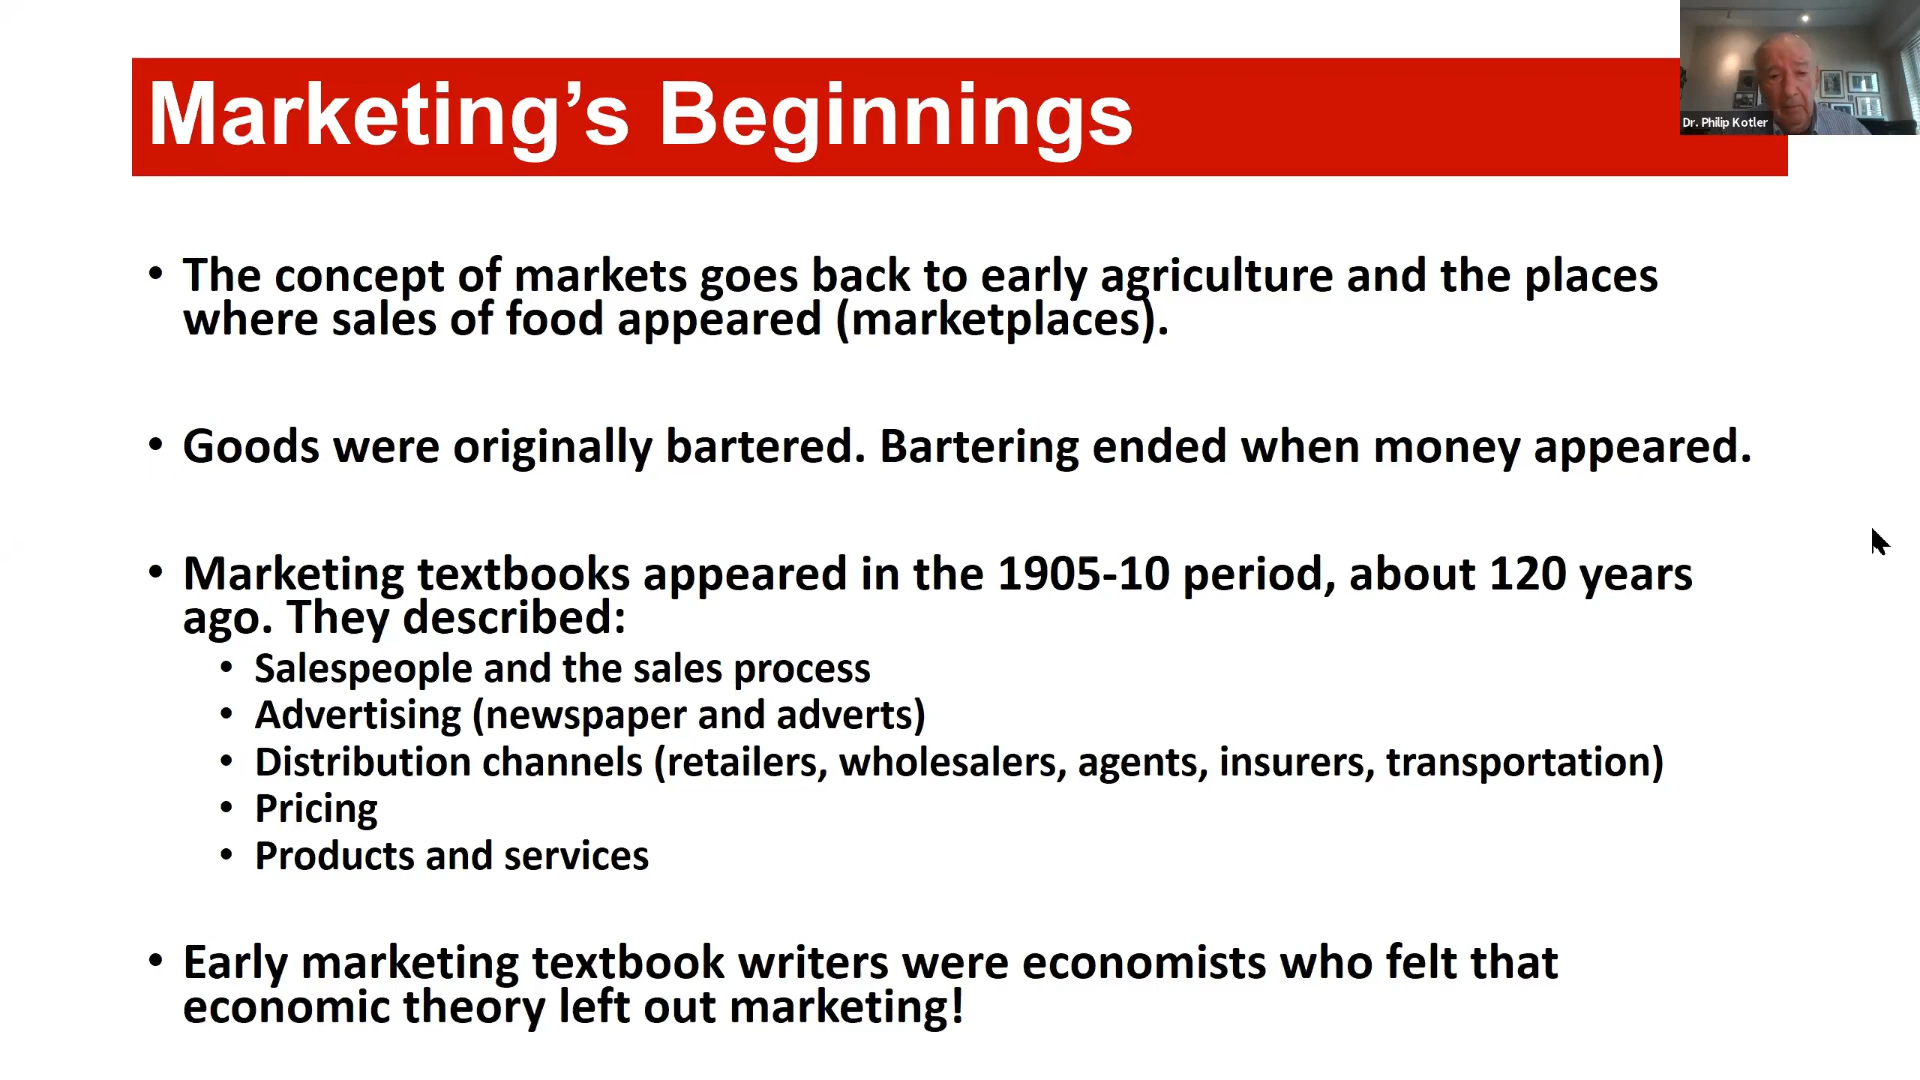 Marketing’s Beginnings
Dr. Philip Kotler
• The concept of markets goes back to early agriculture and the places
where sales of food appeared (marketplaces).
• Goods were originally bartered. Bartering ended when money appeared.
• Marketing textbooks appeared in the 1905-10 period, about 120 years
ago. They described:
• Salespeople and the sales process
• Advertising (newspaper and adverts)
• Distribution channels (retailers, wholesalers, agents, insurers, transportation)
• Pricing
• Products and services
• Early marketing textbook writers were economists who felt that
economic theory left out marketing!